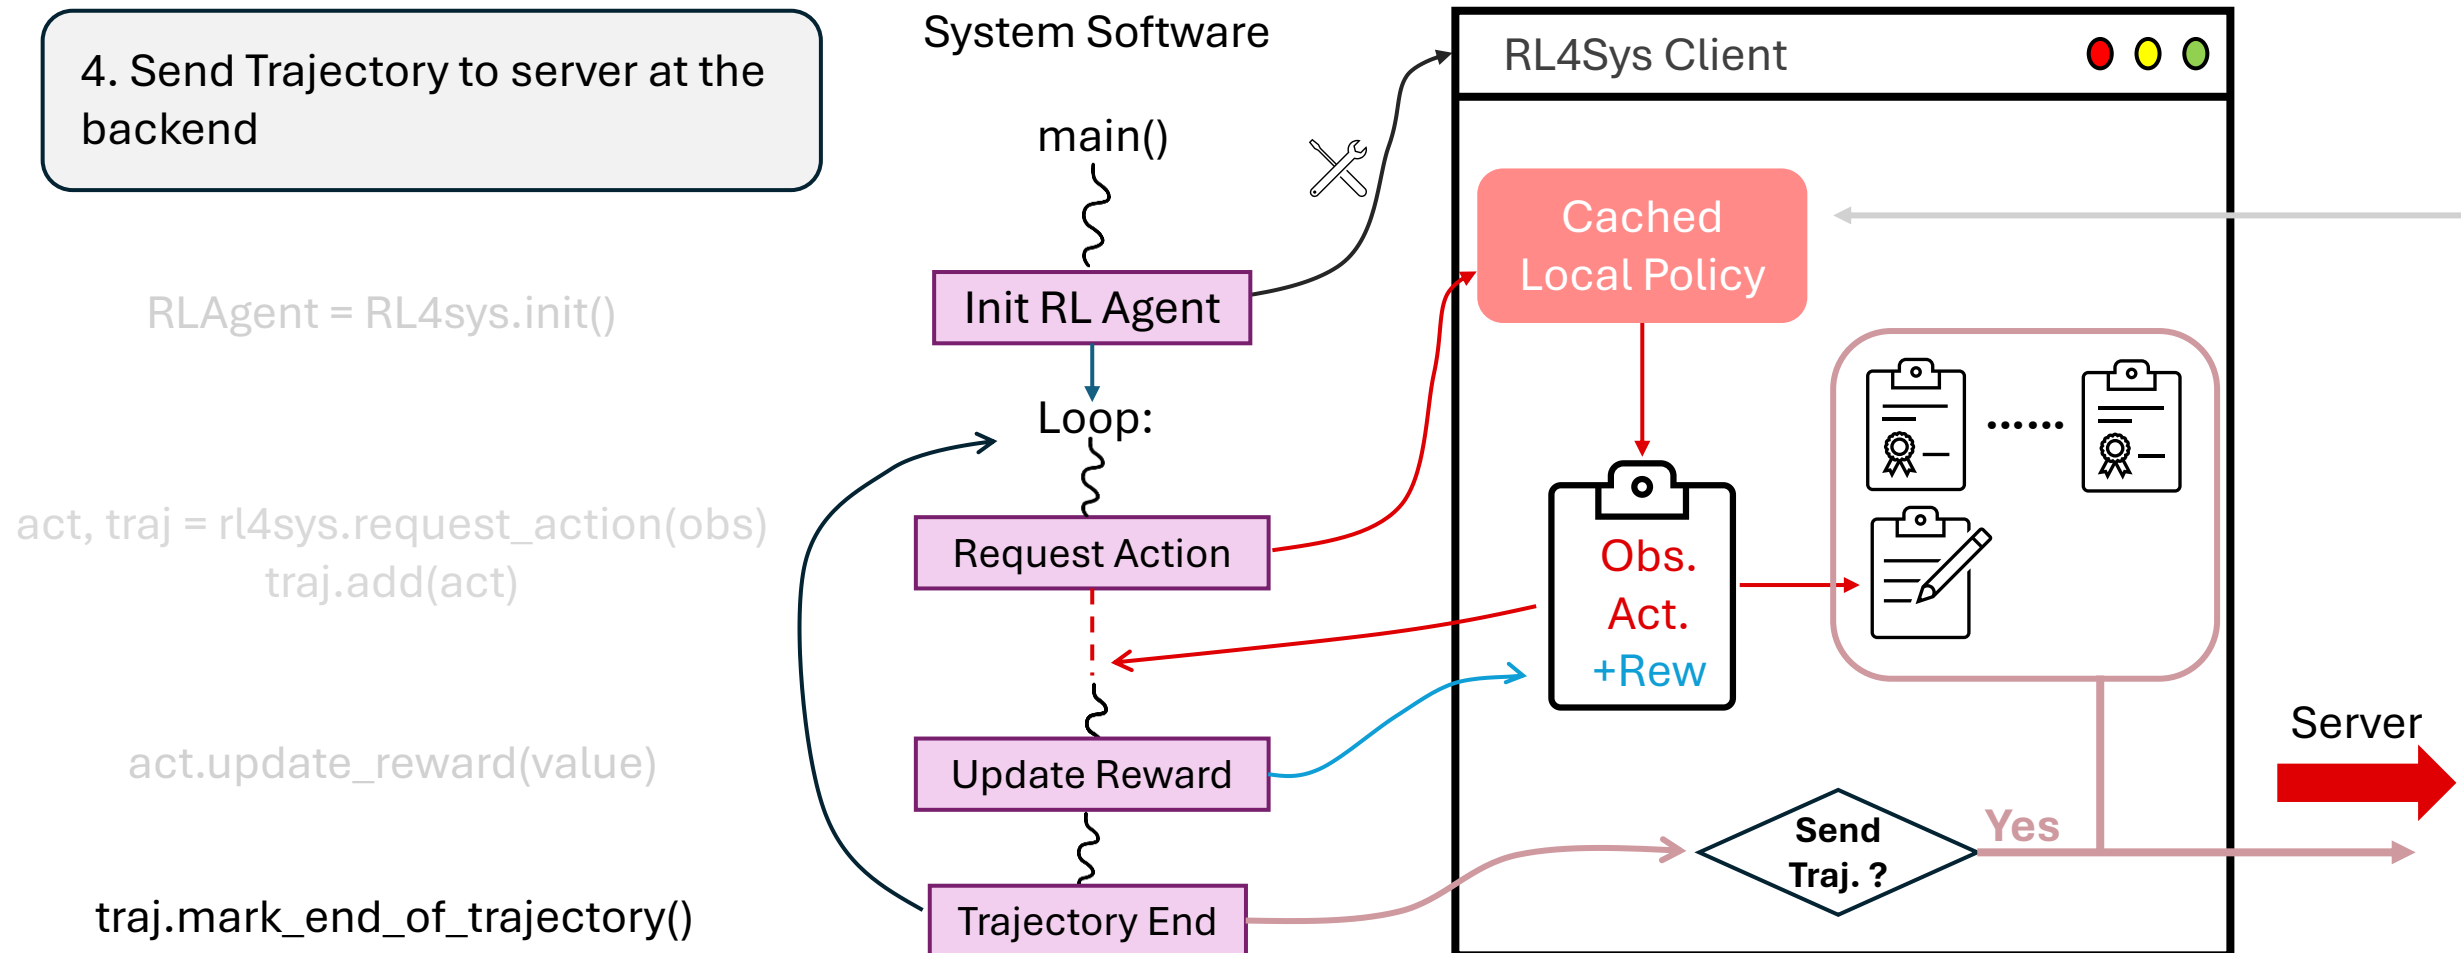 4. Send Trajectory to server at the
backend
System Software
RL4Sys Client
main()
Cached
Local Policy
RLAgent = RL4sys.init()
Init RL Agent
Loop:
act, traj = rl4sys.request_action(obs)
traj.add(act)
Request Action
Obs.
Act.
+Rew
act.update_reward(value)
Update Reward
Server
Send
Traj. ?
Yes
traj.mark_end_of_trajectory()
Trajectory End